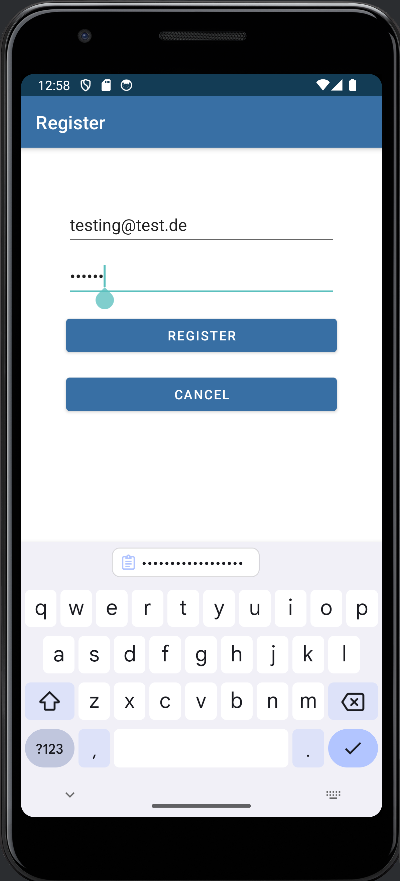 12:58
Register
testing@test.de
••••••
REGISTER
CANCEL
••••••••••••••••••
q w e r t y u i o p
a s d f g h j k l
z x c v b n m
?123 , .